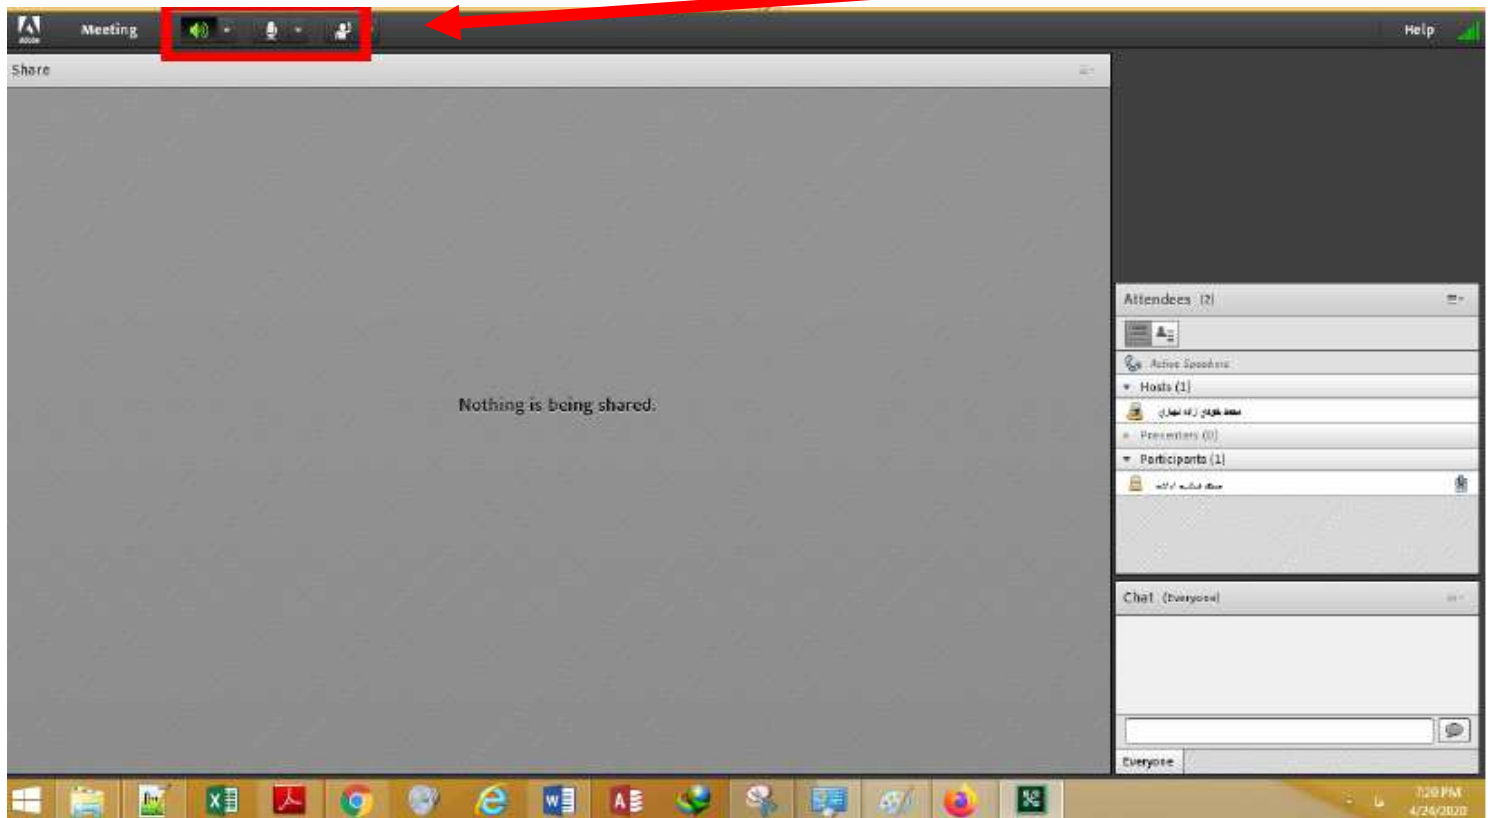 Meeting
Help
Share
Nothing is being shared.
Attendees (2)
Active Speakers
Hosts (1)
Presenters (0)
Participants (1)
Chat (Everyone)
Everyone
7:20 PM
4/24/2020